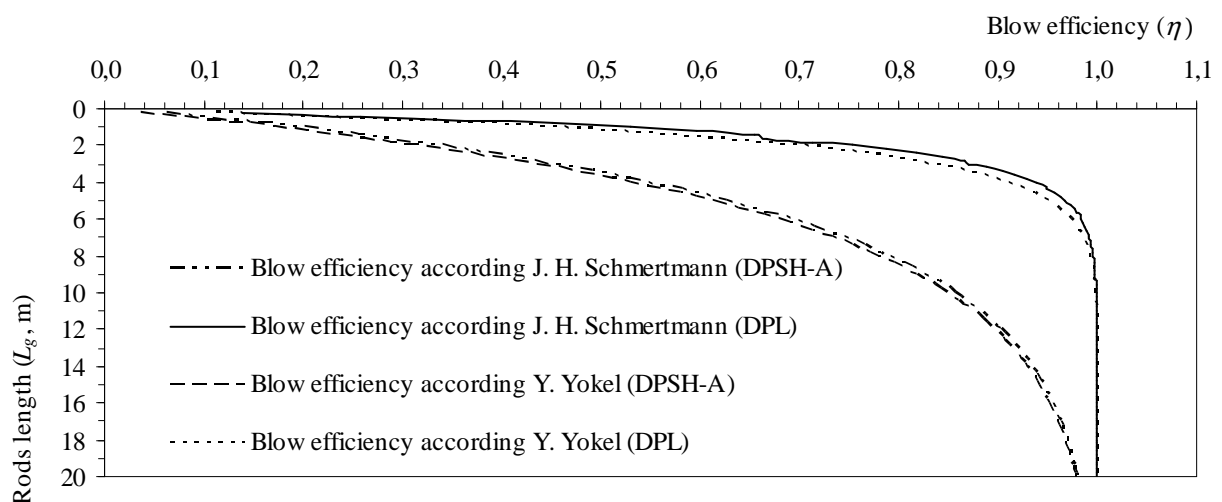 Blow efficiency (η)
0,0 0,1 0,2 0,3 0,4 0,5 0,6 0,7 0,8 0,9 1,0 1,1
0
2
4
6
8
10
12
14
16
18
20
Rods length (Lg, m)
Blow efficiency according J. H. Schmertmann (DPSH-A)
Blow efficiency according J. H. Schmertmann (DPL)
Blow efficiency according Y. Yokel (DPSH-A)
Blow efficiency according Y. Yokel (DPL)